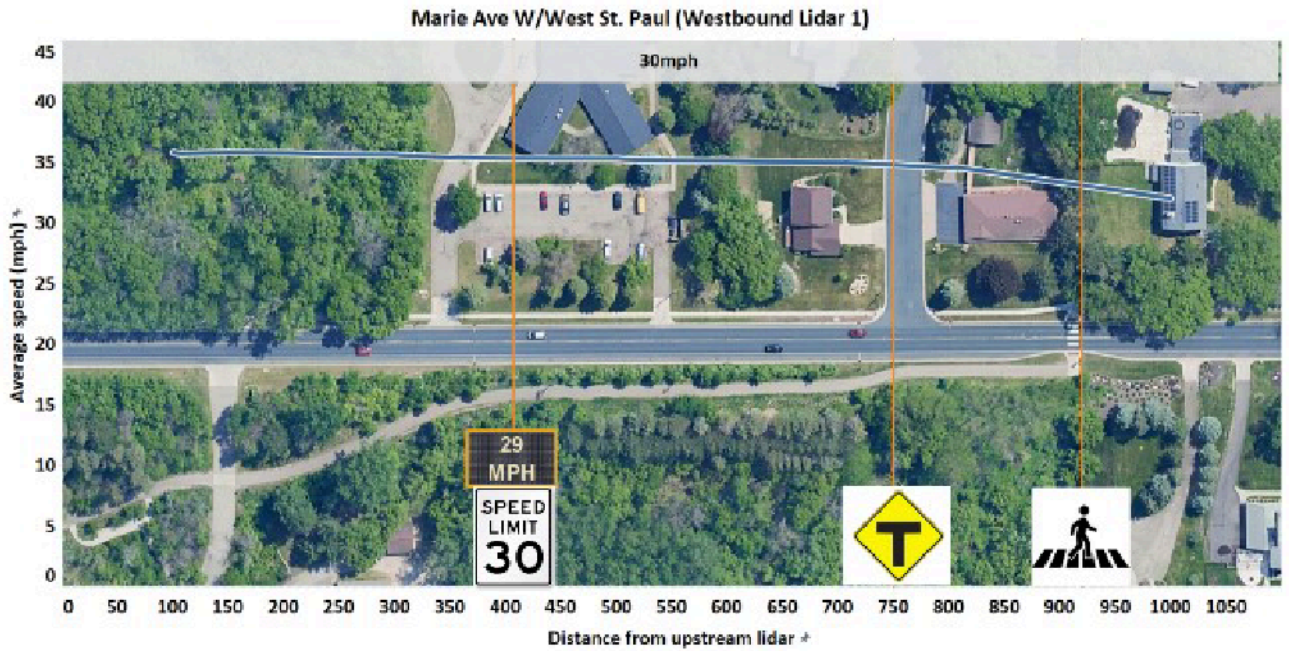 Marie Ave W/West St. Paul (Westbound Lidar 1)
30mph
45
40
35
30
25
20
15
10
5
0
Average speed (mph)
29
MPH
SPEED
LIMIT
30
T
0 50 100 150 200 250 300 350 400 450 500 550 600 650 700 750 800 850 900 950 1000 1050
Distance from upstream lidar